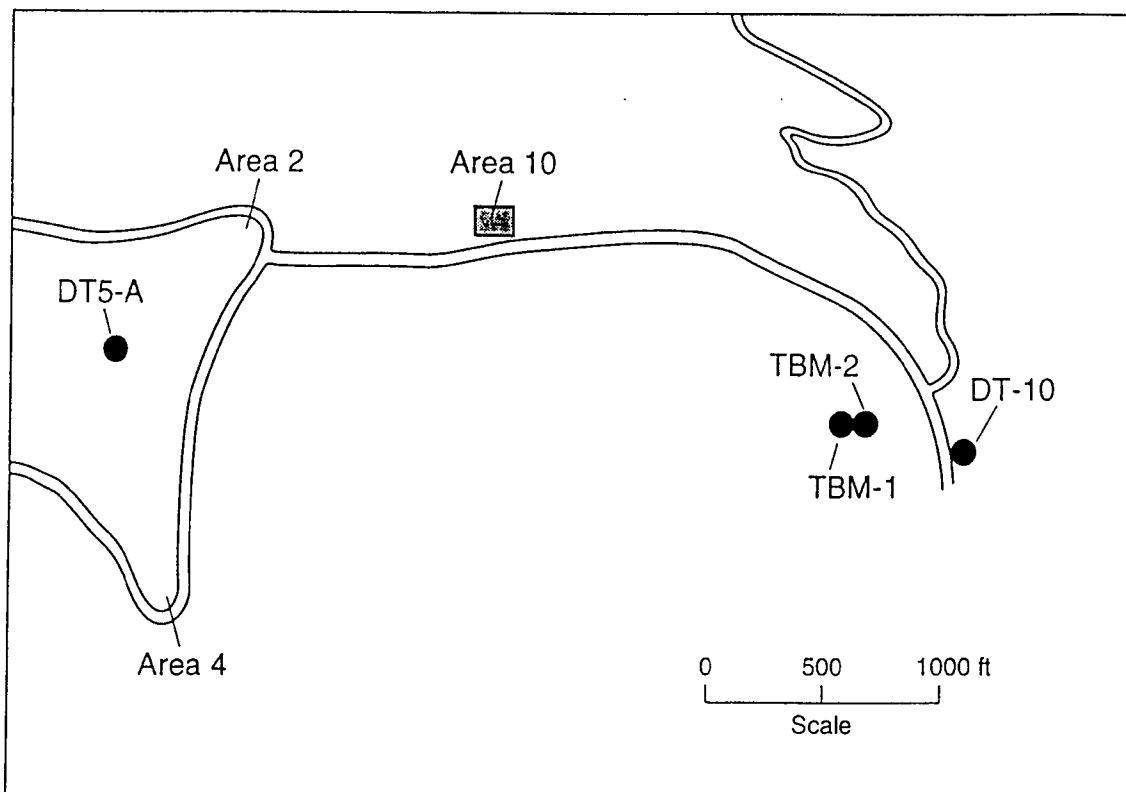 Area 2
Area 10
DT5-A
TBM-2
DT-10
TBM-1
Area 4
0 500 1000 ft
Scale